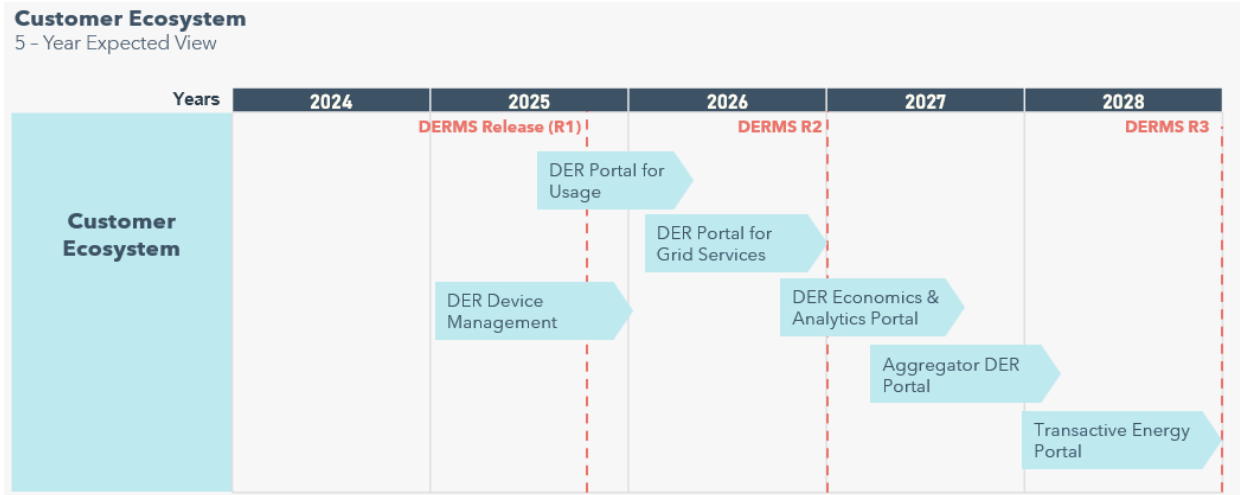 Customer Ecosystem
5 – Year Expected View
Years 2024 2025 2026 2027 2028
DERMS Release (R1) DERMS R2 DERMS R3
Customer
Ecosystem
DER Portal for
Usage
DER Portal for
Grid Services
DER Device
Management
DER Economics &
Analytics Portal
Aggregator DER
Portal
Transactive Energy
Portal